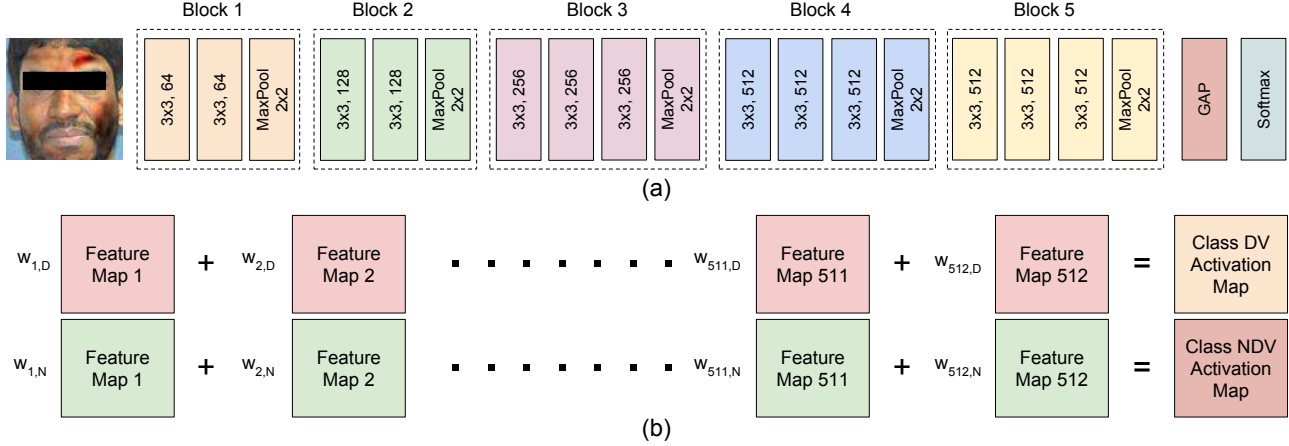 Block 1 Block 2 Block 3 Block 4 Block 5
3x3, 64
3x3, 64
MaxPool
2x2
3x3, 128
3x3, 128
MaxPool
2x2
3x3, 256
3x3, 256
3x3, 256
MaxPool
2x2
3x3, 512
3x3, 512
3x3, 512
MaxPool
2x2
3x3, 512
3x3, 512
3x3, 512
MaxPool
2x2
GAP
Softmax
(a)
w1,D
Feature
Map 1
+
w2,D
Feature
Map 2
. . . . . . .
w511,D
Feature
Map 511
+
w512,D
Feature
Map 512
=
Class DV
Activation
Map
w1,N
Feature
Map 1
+
w2,N
Feature
Map 2
. . . . . . .
w511,N
Feature
Map 511
+
w512,N
Feature
Map 512
=
Class NDV
Activation
Map
(b)